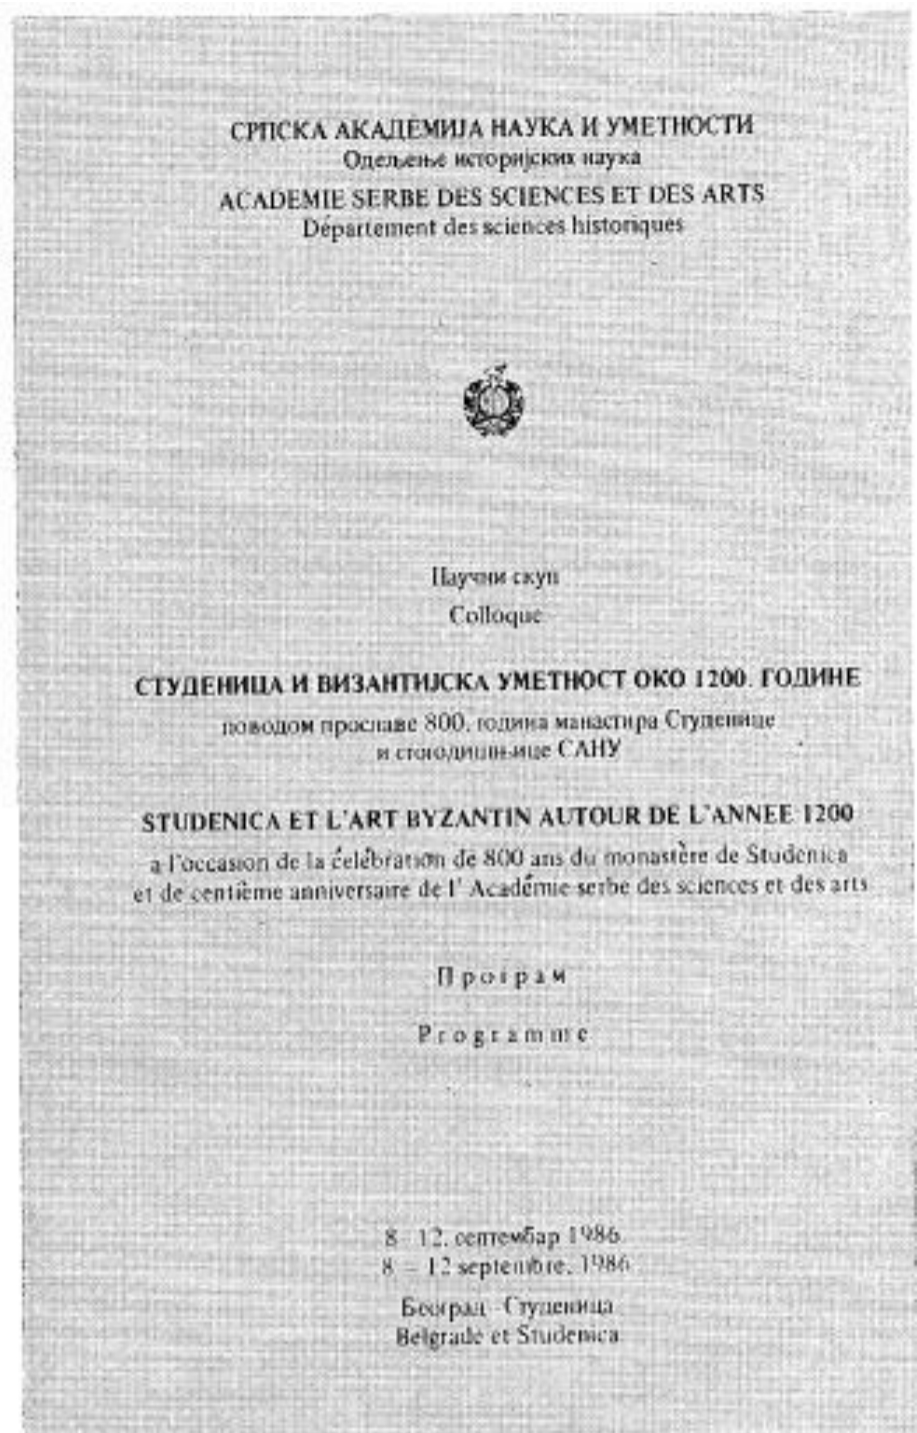 СРПСКА АКАДЕМИЈА НАУКА И УМЕТНОСТИ
Одељење историјских наука
ACADEMIE SERBE DES SCIENCES ET DES ARTS
Département des sciences historiques
Научни скуп
Colloque
СТУДЕНИЦА И ВИЗАНТИЈСКА УМЕТНОСТ ОКО 1200. ГОДИНЕ
поводом прославе 800. година манастира Студенице
и стогодишњице САНУ
STUDENICA ET L'ART BYZANTIN AUTOUR DE L'ANNEE 1200
a l'occasion de la célébration de 800 ans du monastère de Studenica
et de centième anniversaire de l' Académie serbe des sciences et des arts
Програм
Programme
8 – 12. септембар 1986.
8 – 12 septembre, 1986
Београд – Студеница
Belgrade et Studenica